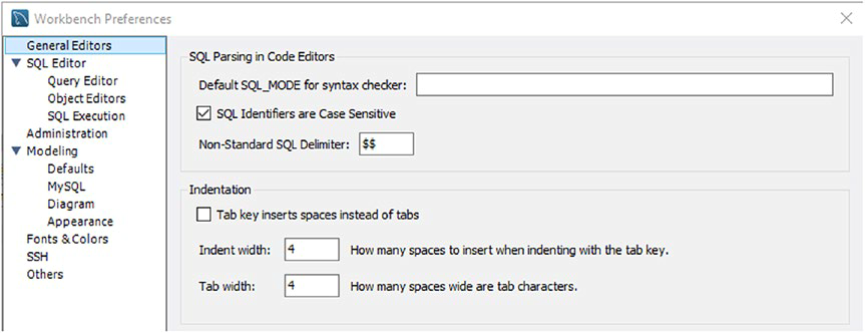 Workbench Preferences
General Editors
SQL Editor
Query Editor
Object Editors
SQL Execution
Administration
Modeling
Defaults
MySQL
Diagram
Appearance
Fonts & Colors
SSH
Others
SQL Parsing in Code Editors
Default SQL_MODE for syntax checker:
SQL Identifiers are Case Sensitive
Non-Standard SQL Delimiter: $$
Indentation
Tab key inserts spaces instead of tabs
Indent width: 4 How many spaces to insert when indenting with the tab key.
Tab width: 4 How many spaces wide are tab characters.